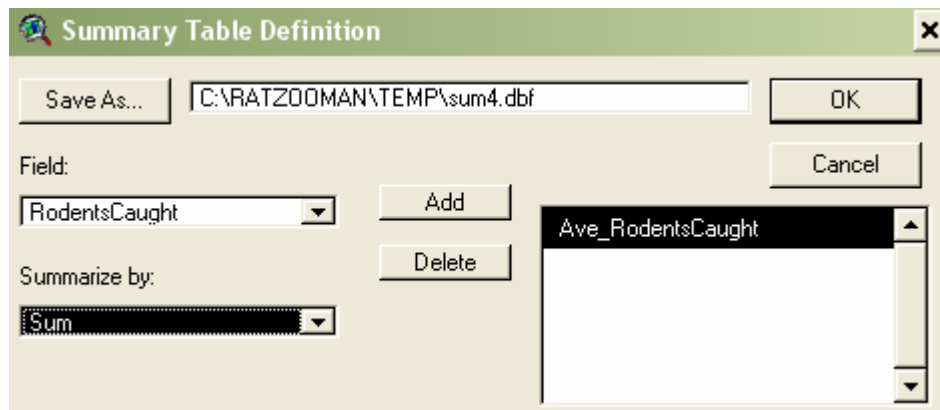 Summary Table Definition
Save As...
C:\RATZOOMAN\TEMP\sum4.dbf
OK
Cancel
Field:
RodentsCaught
Add
Ave_RodentsCaught
Delete
Summarize by:
Sum